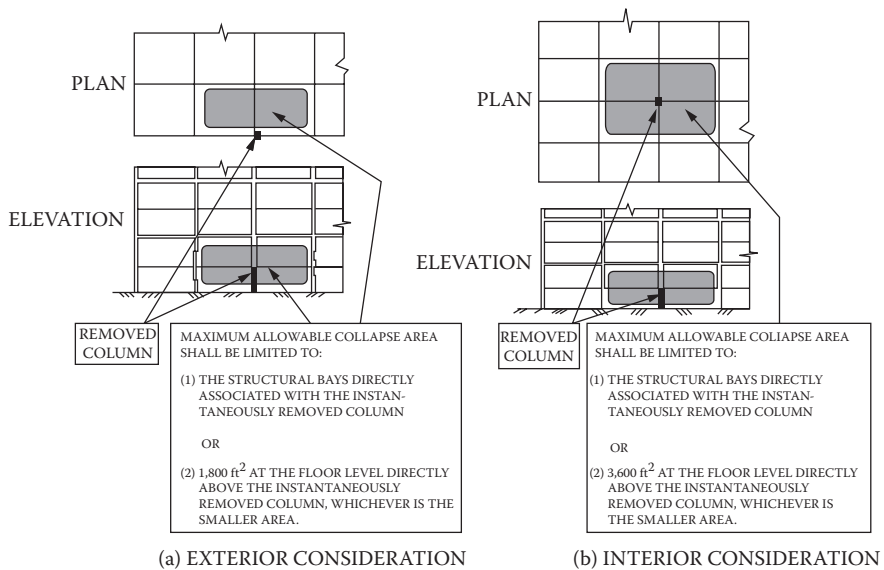 PLAN
ELEVATION
REMOVED
COLUMN
MAXIMUM ALLOWABLE COLLAPSE AREA
SHALL BE LIMITED TO:
(1) THE STRUCTURAL BAYS DIRECTLY
ASSOCIATED WITH THE INSTAN-
TANEOUSLY REMOVED COLUMN
OR
(2) 1,800 ft² AT THE FLOOR LEVEL DIRECTLY
ABOVE THE INSTANTANEOUSLY
REMOVED COLUMN, WHICHEVER IS THE
SMALLER AREA.
(a) EXTERIOR CONSIDERATION
PLAN
ELEVATION
REMOVED
COLUMN
MAXIMUM ALLOWABLE COLIAPSE AREA
SHALL BE LIMITED TO:
(1) THE STRUCTURAL BAYS DIRECTLY
ASSOCIATED WITH THE INSTAN-
TANEOUSLY REMOVED COLUMN
OR
(2) 3,600 ft² AT THE FLOOR LEVEL DIRECTLY
ABOVE THE INSTANTANEOUSLY
REMOVED COLUMN, WHICHEVER IS
THE SMALLER AREA.
(b) INTERIOR CONSIDERATION